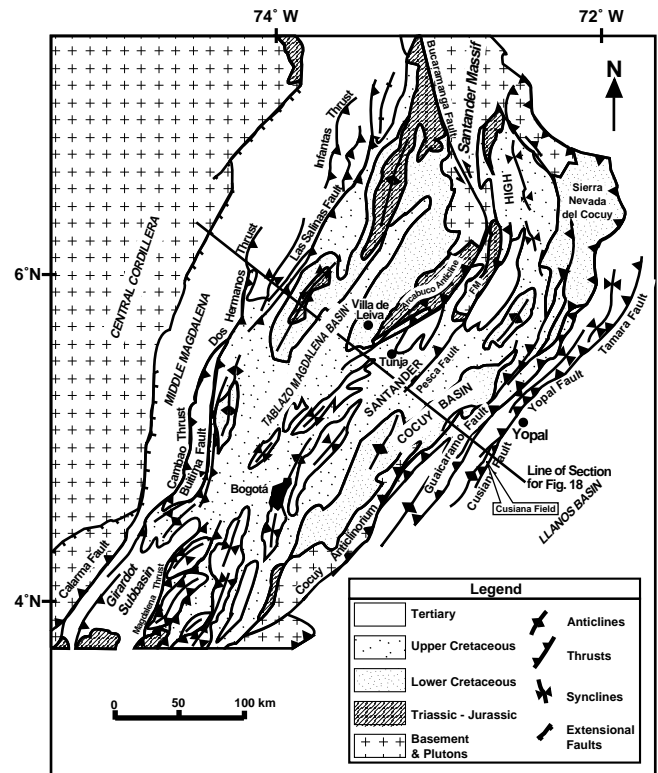 74° W
72° W
N
Bucaramanga Fault
Santander Massif
Infantas Thrust
HIGH
Sierra
Nevada
del Cocuy
Las Salinas Fault
6°N
CENTRAL CORDILLERA
MIDDLE MAGDALENA
Dos Hermanos Thrust
Villa de
Leiva
Arcabuco Anticline
FM
TABLAZO MAGDALENA BASIN
Tunja
SANTANDER
Pesca Fault
Tamara Fault
Yopal Fault
Yopal
COCUY BASIN
Guaicaramo Fault
Cusiana Fault
Cambao Thrust
Buitima Fault
Bogotá
Line of Section
for Fig. 18
Cusiana Field
LLANOS BASIN
Cocuy Anticlinorium
Calarma Fault
Girardot
Subbasin
Magdalena Thrust
4°N
0 50 100 km
Legend
Tertiary
Upper Cretaceous
Lower Cretaceous
Triassic - Jurassic
Basement
& Plutons
Anticlines
Thrusts
Synclines
Extensional
Faults